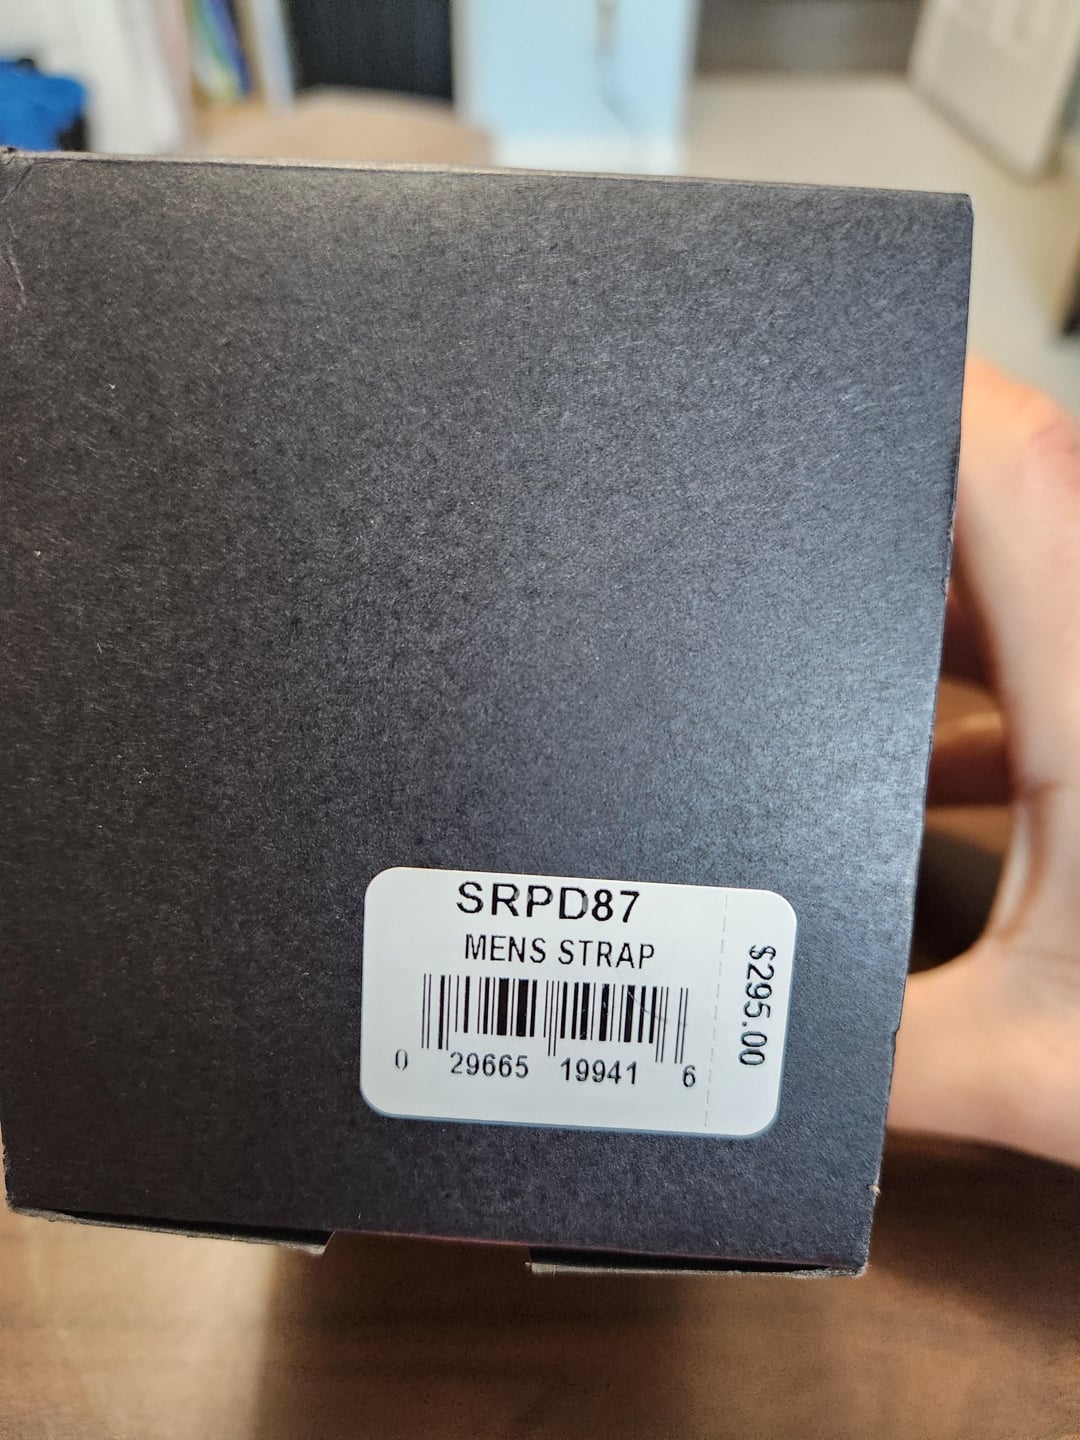 SRPD87
MENS STRAP
0 29665 19941 6
$295.00